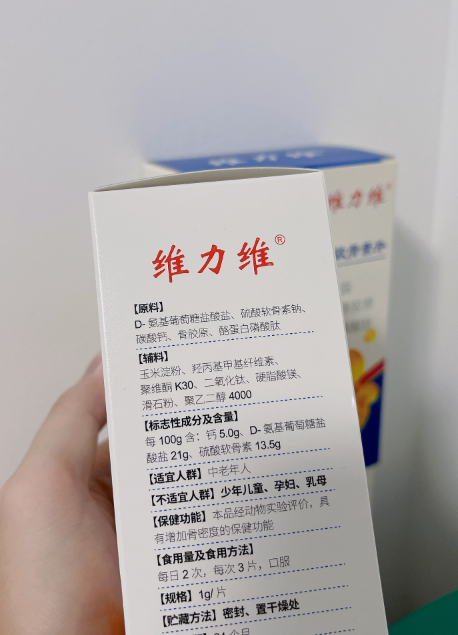 维力维
维力维®
维力维®
【原料】
D-氨基葡萄糖盐酸盐、硫酸软骨素钠、
碳酸钙、骨胶原、酪蛋白磷酸肽
【辅料】
玉米淀粉、羟丙基甲基纤维素、
聚维酮K30、二氧化钛、硬脂酸镁、
滑石粉、聚乙二醇4000
【标志性成分及含量】
每100g含：钙5.0g、D-氨基葡萄糖盐
酸盐21g、硫酸软骨素13.5g
【适宜人群】中老年人
【不适宜人群】少年儿童、孕妇、乳母
【保健功能】本品经动物实验评价，具
有增加骨密度的保健功能
【食用量及食用方法】
每日2次，每次3片，口服
【规格】1g/片
【贮藏方法】密封、置干燥处
24个月